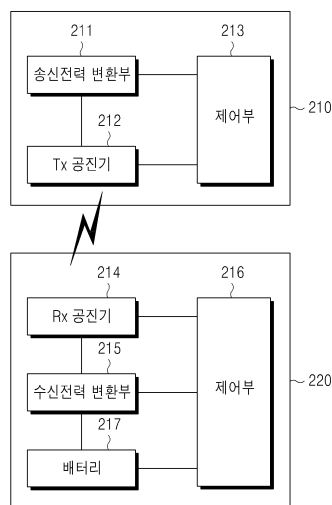 211
213
송신전력 변환부
제어부
210
212
Tx 공진기
214
216
Rx 공진기
215
수신전력 변환부
제어부
220
217
배터리